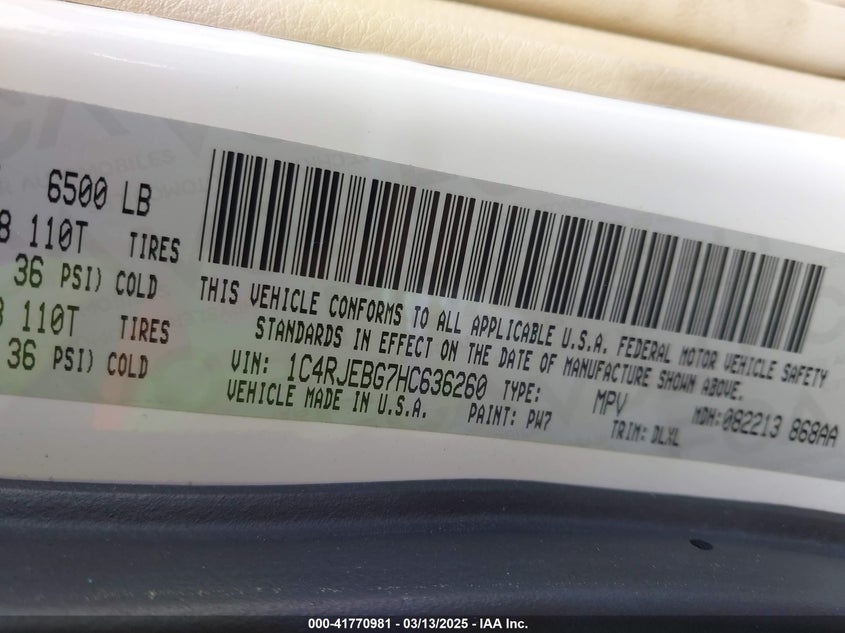 6500 LB
110T TIRES
36 PSI) COLD
110T TIRES
36 PSI) COLD
THIS VEHICLE CONFORMS TO ALL APPLICABLE U.S.A. FEDERAL MOTOR VEHICLE SAFETY
STANDARDS IN EFFECT ON THE DATE OF MANUFACTURE SHOWN ABOVE.
VIN: 1C4RJEBG7HC636260 TYPE: MPV MDH:082213 868AA
VEHICLE MADE IN U.S.A. PAINT: PW7 TRIM: DLXL
000-41770981 - 03/13/2025 - IAA Inc.